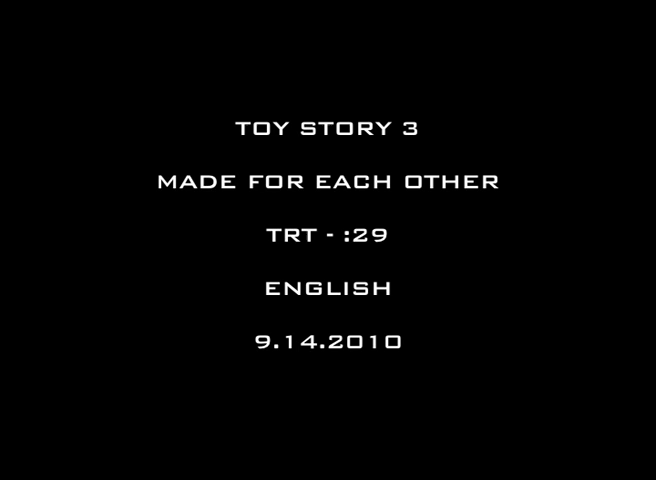 TOY STORY 3
MADE FOR EACH OTHER
TRT - :29
ENGLISH
9.14.2010